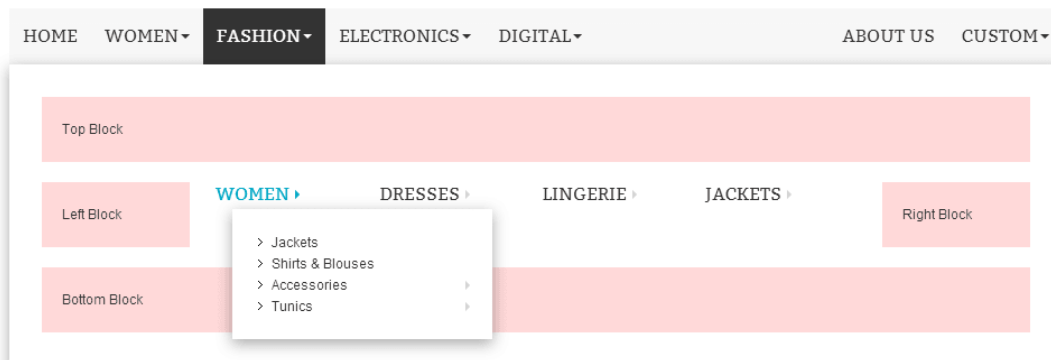 HOME WOMEN FASHION ELECTRONICS DIGITAL ABOUT US CUSTOM
Top Block
Left Block
WOMEN DRESSES LINGERIE JACKETS
Right Block
> Jackets
> Shirts & Blouses
> Accessories
> Tunics
Bottom Block